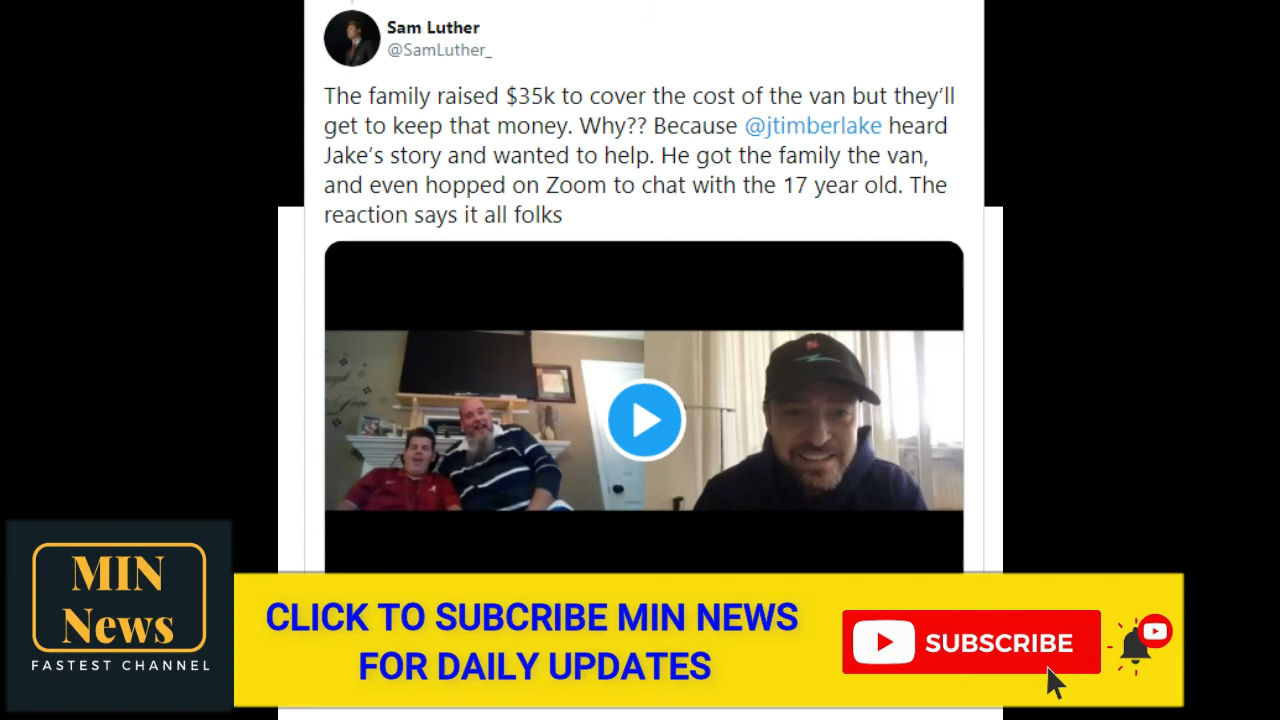 Sam Luther
@SamLuther_
The family raised $35k to cover the cost of the van but they'll
get to keep that money. Why?? Because @jtimberlake heard
Jake's story and wanted to help. He got the family the van,
and even hopped on Zoom to chat with the 17 year old. The
reaction says it all folks
MIN
News
FASTEST CHANNEL
CLICK TO SUBCRIBE MIN NEWS
FOR DAILY UPDATES
SUBSCRIBE